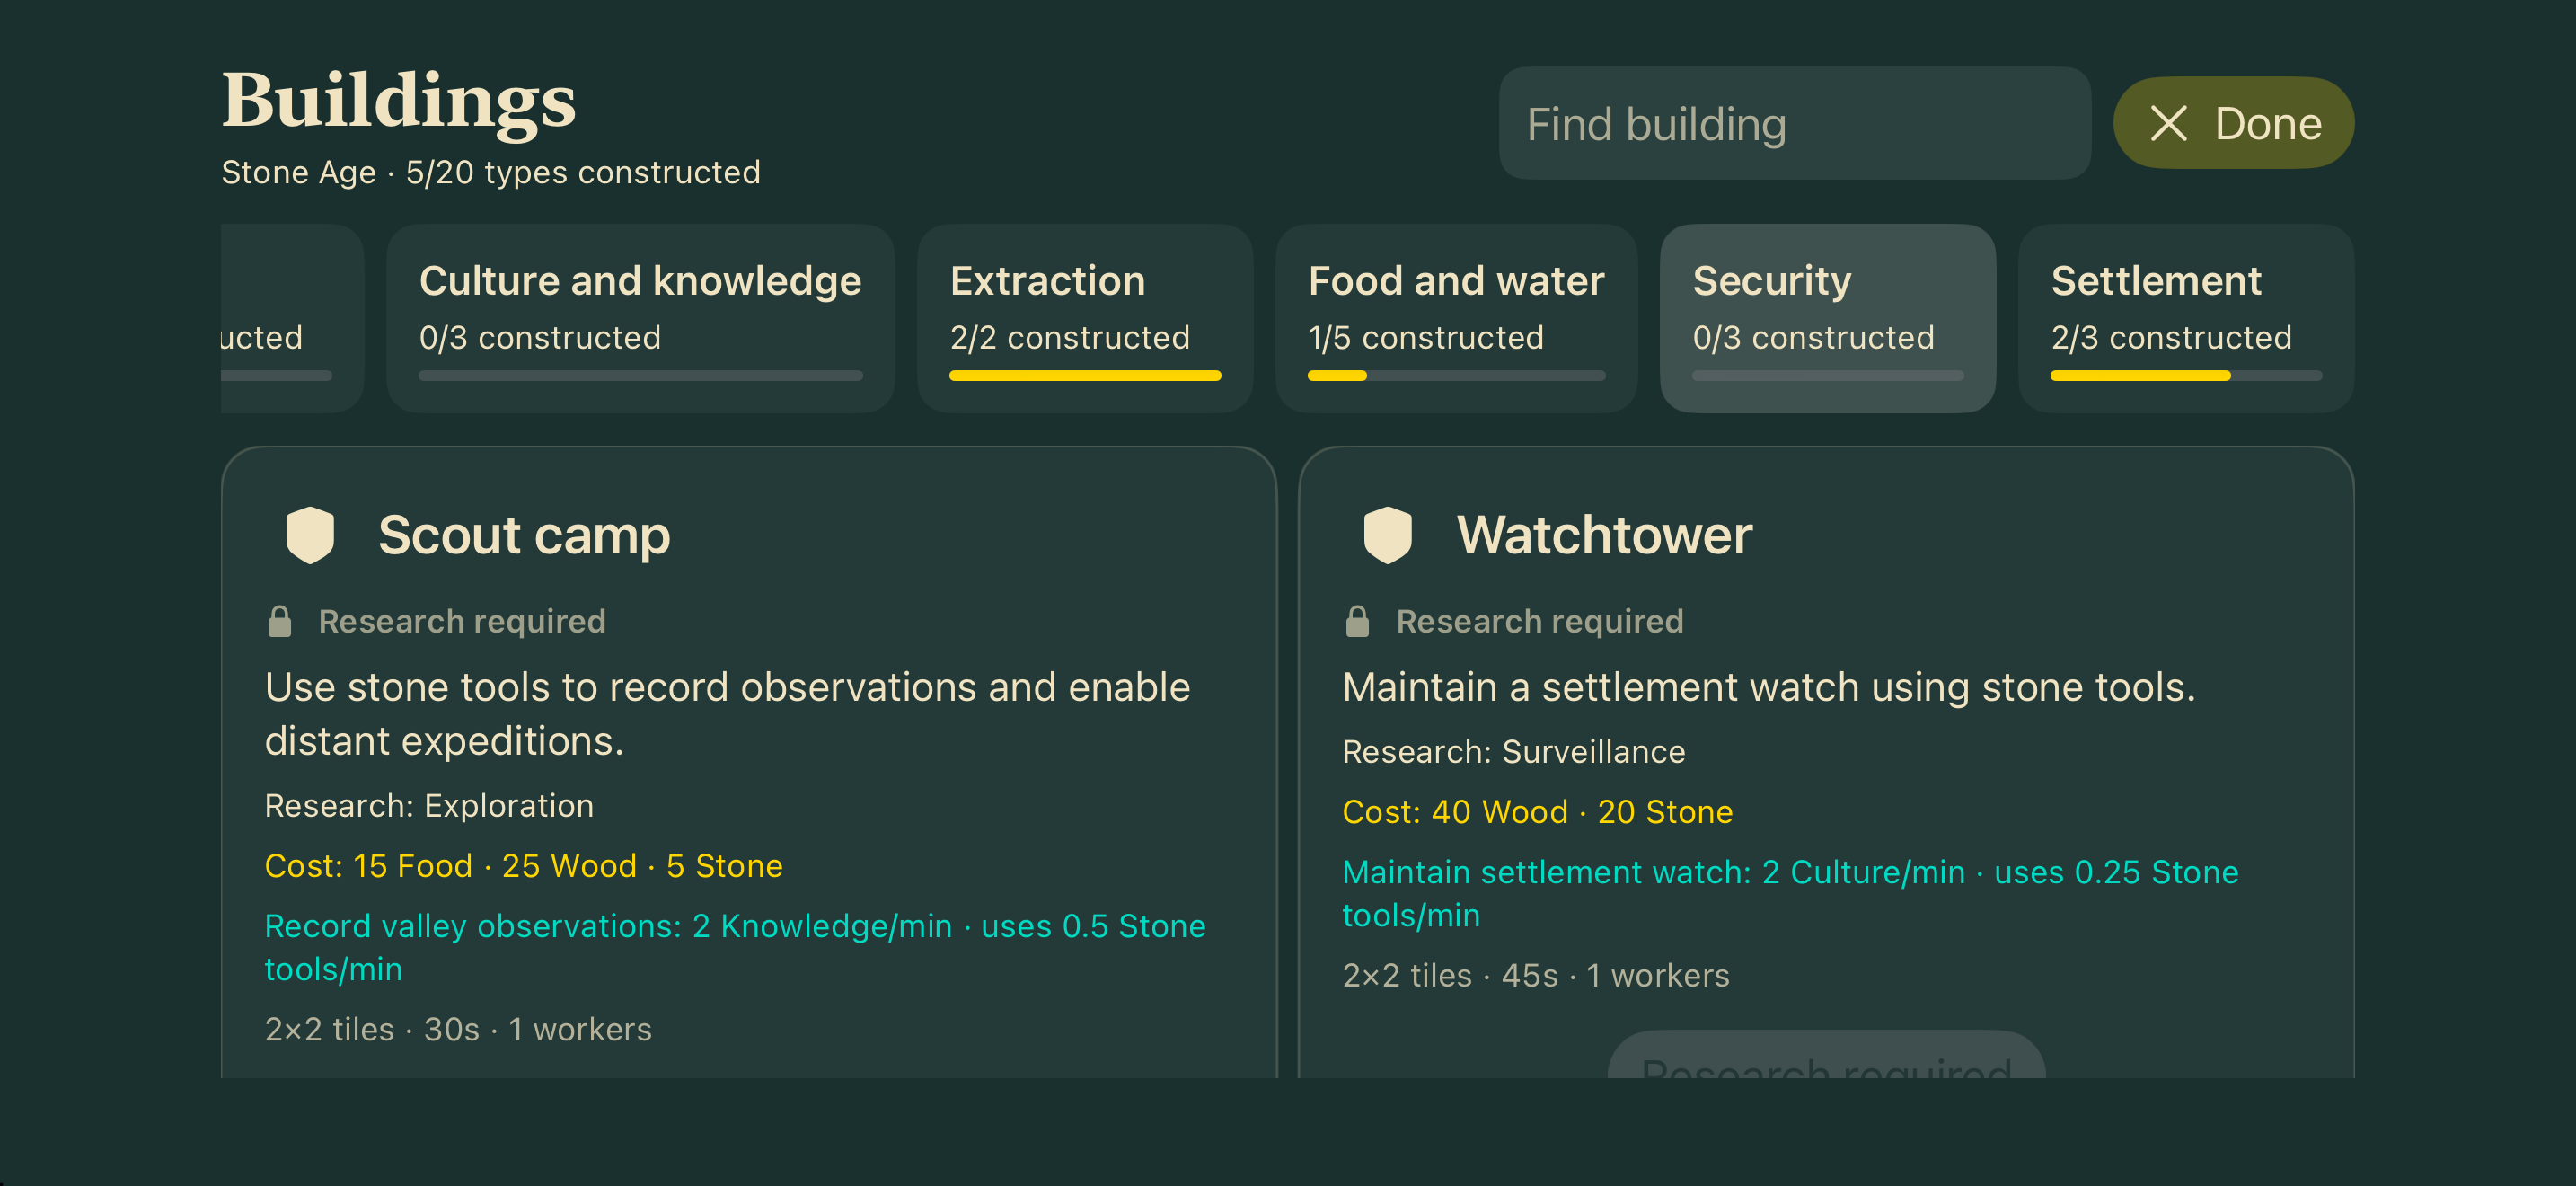 Buildings
Stone Age · 5/20 types constructed
Find building
Done
Culture and knowledge
0/3 constructed
Extraction
2/2 constructed
Food and water
1/5 constructed
Security
0/3 constructed
Settlement
2/3 constructed
Scout camp
Research required
Use stone tools to record observations and enable
distant expeditions.
Research: Exploration
Cost: 15 Food · 25 Wood · 5 Stone
Record valley observations: 2 Knowledge/min · uses 0.5 Stone
tools/min
2×2 tiles · 30s · 1 workers
Watchtower
Research required
Maintain a settlement watch using stone tools.
Research: Surveillance
Cost: 40 Wood · 20 Stone
Maintain settlement watch: 2 Culture/min · uses 0.25 Stone
tools/min
2×2 tiles · 45s · 1 workers
Research required